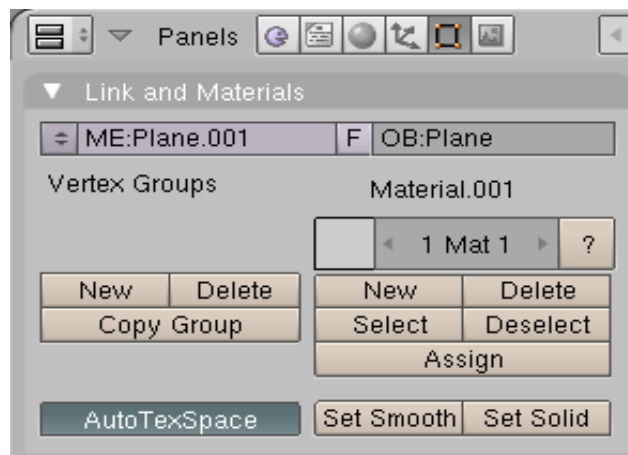 Panels
Link and Materials
ME:Plane.001 F OB:Plane
Vertex Groups Material.001
1 Mat 1 ?
New Delete New Delete
Copy Group Select Deselect
Assign
AutoTexSpace Set Smooth Set Solid